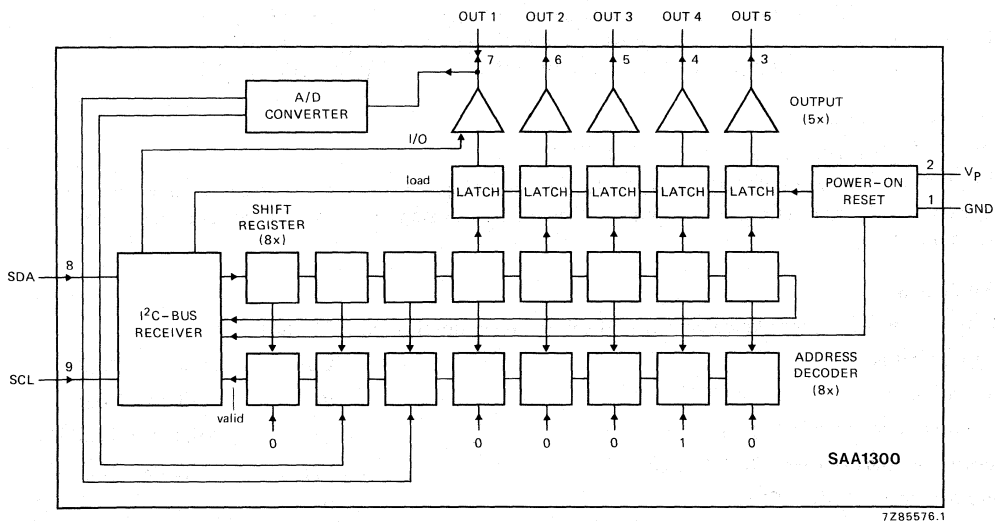 OUT 1 OUT 2 OUT 3 OUT 4 OUT 5
7 6 5 4 3
A/D
CONVERTER
OUTPUT
(5x)
I/O
load
LATCH LATCH LATCH LATCH LATCH
POWER-ON
RESET
2
V_P
1
GND
SHIFT
REGISTER
(8x)
SDA
8
I²C-BUS
RECEIVER
SCL
9
valid
ADDRESS
DECODER
(8x)
0 0 0 0 1 0
SAA1300
7Z85576.1